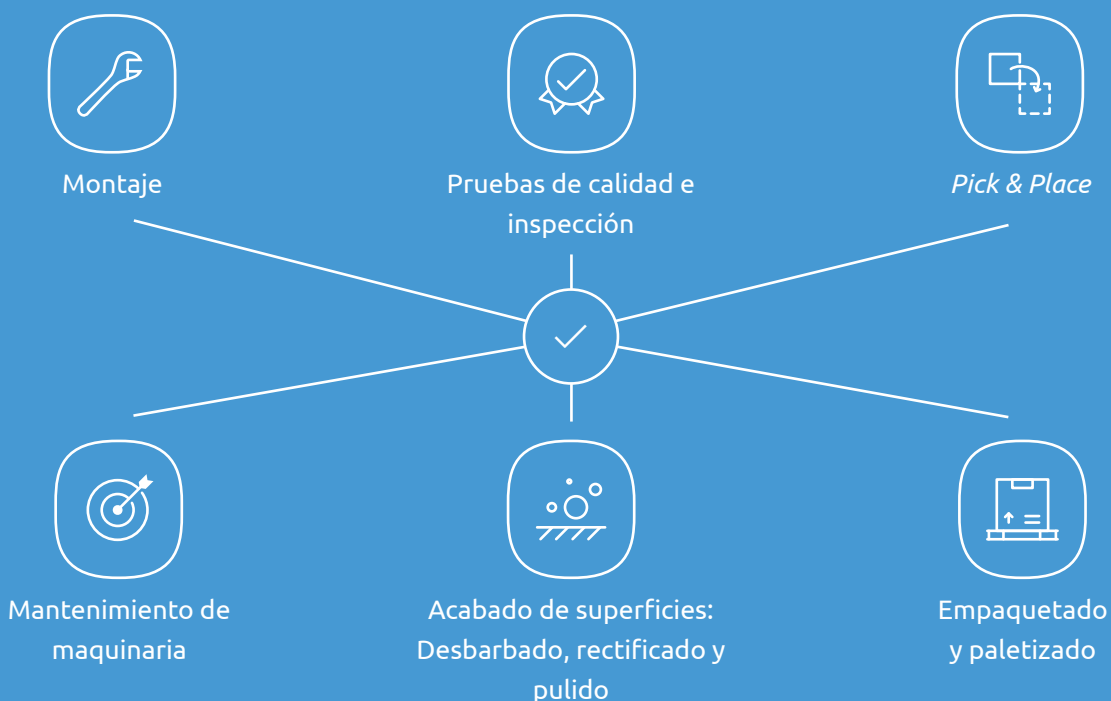 Montaje
Pruebas de calidad e
inspección
Pick & Place
Mantenimiento de
maquinaria
Acabado de superficies:
Desbarbado, rectificado y
pulido
Empaquetado
y paletizado